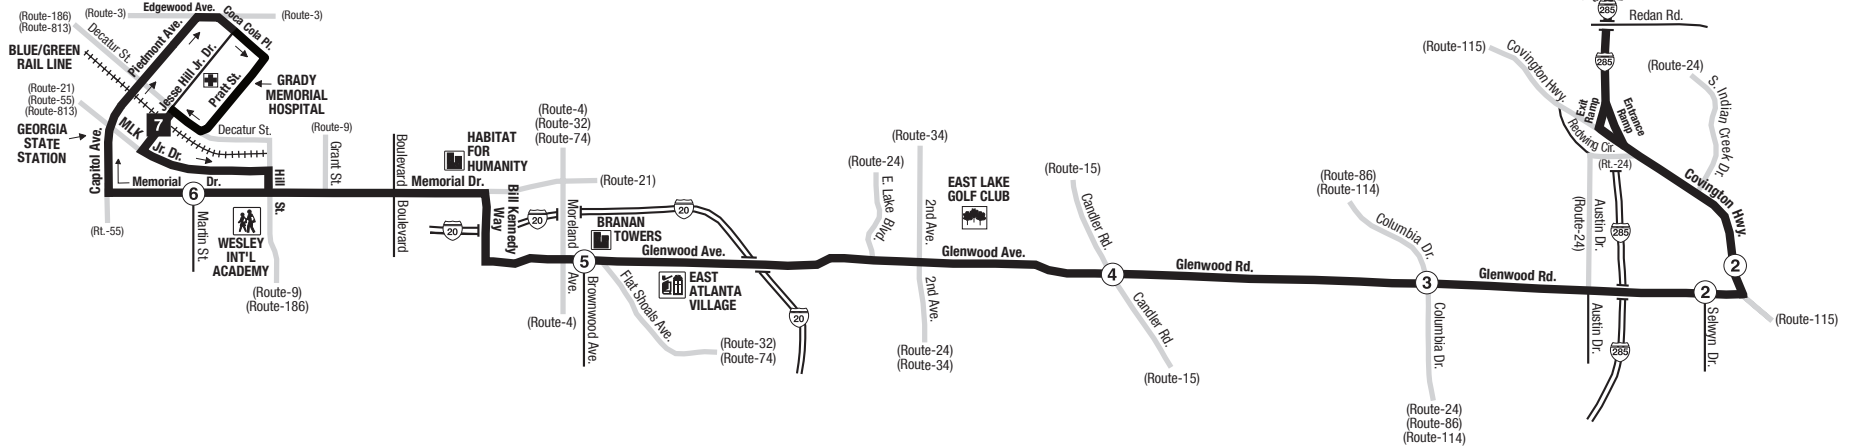 (Route-186)
(Route-813)
(Route-3)
Edgewood Ave.
Coca Cola Pl.
(Route-3)
Decatur St.
Piedmont Ave.
BLUE/GREEN
RAIL LINE
Jesse Hill Jr. Dr.
Pratt St.
GRADY
MEMORIAL
HOSPITAL
(Route-21)
(Route-55)
(Route-813)
GEORGIA
STATE
STATION
Capitol Ave.
MLK
Jr. Dr.
7
Decatur St.
Memorial
Dr.
6
Hill
St.
(Rt.-55)
Martin St.
WESLEY
INT'L
ACADEMY
(Route-9)
(Route-186)
(Route-9)
Grant St.
Boulevard
Boulevard
HABITAT
FOR
HUMANITY
Memorial Dr.
Bill Kennedy
Way
20
20
(Route-4)
(Route-32)
(Route-74)
(Route-21)
Moreland
Ave.
20
BRANAN
TOWERS
5
Glenwood Ave.
(Route-4)
Brownwood Ave.
Flat Shoals Ave.
EAST
ATLANTA
VILLAGE
(Route-32)
(Route-74)
20
(Route-24)
E. Lake Blvd.
(Route-34)
2nd Ave.
2nd Ave.
(Route-24)
(Route-34)
EAST LAKE
GOLF CLUB
Glenwood Ave.
(Route-15)
Candler Rd.
4
Candler Rd.
(Route-15)
Glenwood Rd.
(Route-86)
(Route-114)
Columbia Dr.
3
Columbia Dr.
(Route-24)
(Route-86)
(Route-114)
Glenwood Rd.
(Route-115)
Covington Hwy.
285
Redan Rd.
285
Exit
Ramp
Entrance
Ramp
Redwing Cir.
(Rt.-24)
(Route-24)
S. Indian Creek Dr.
Covington Hwy.
Austin Dr.
(Route-24)
285
Austin Dr.
285
2
2
Selwyn Dr.
(Route-115)